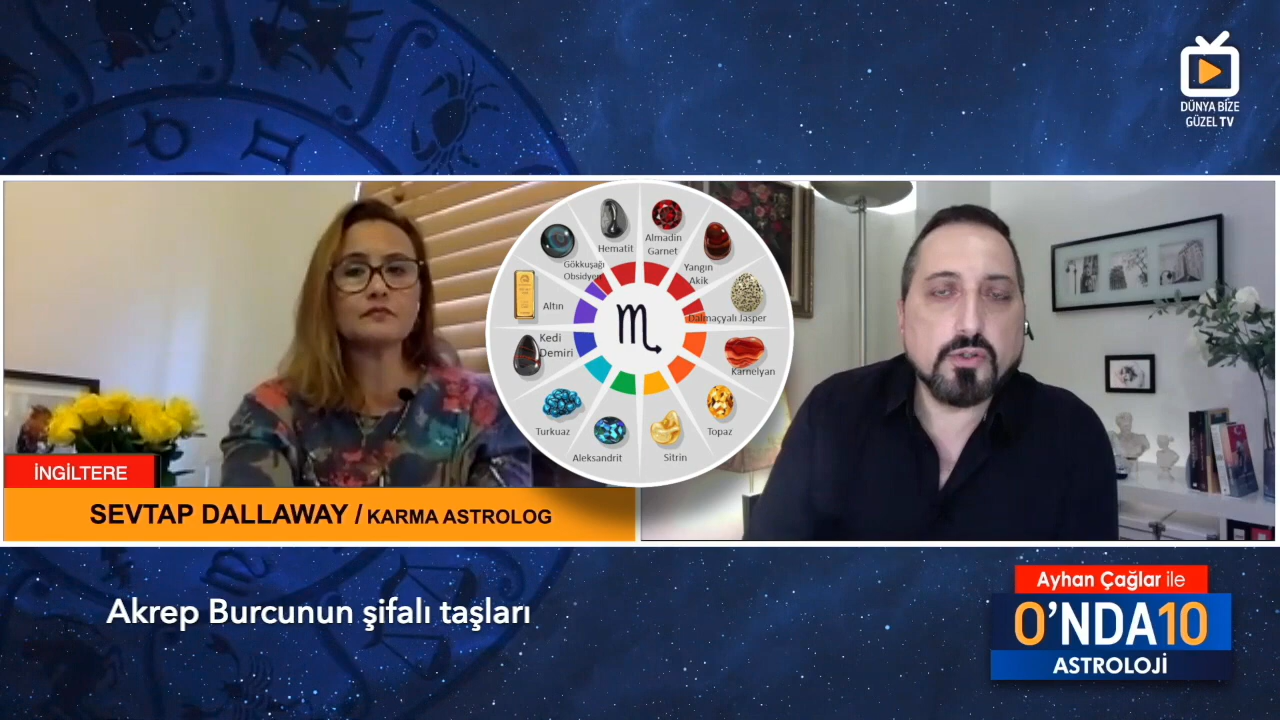 DÜNYA BİZE
GÜZEL TV
Hematit
Almadin
Garnet
Yangın
Akik
Dalmaçyalı Jasper
Karnelyan
Topaz
Sitrin
Aleksandrit
Turkuaz
Kedi
Demiri
Altın
Gökkuşağı
Obsidyen
İNGİLTERE
SEVTAP DALLAWAY / KARMA ASTROLOG
Akrep Burcunun şifalı taşları
Ayhan Çağlar ile
O'NDA10
ASTROLOJİ